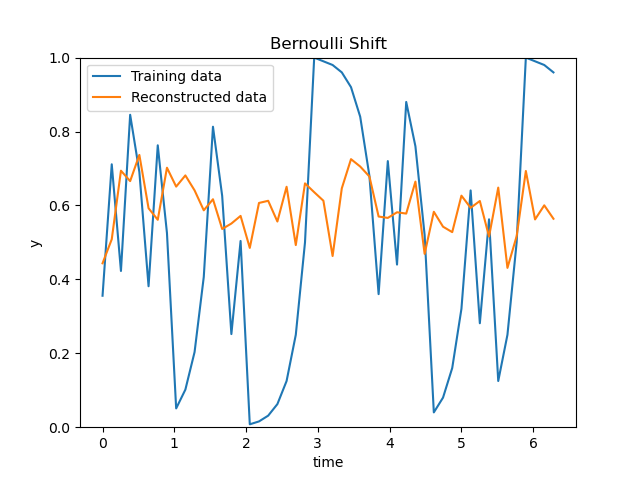 Bernoulli Shift
Training data
Reconstructed data
1.0
0.8
0.6
0.4
0.2
0.0
y
0 1 2 3 4 5 6
time